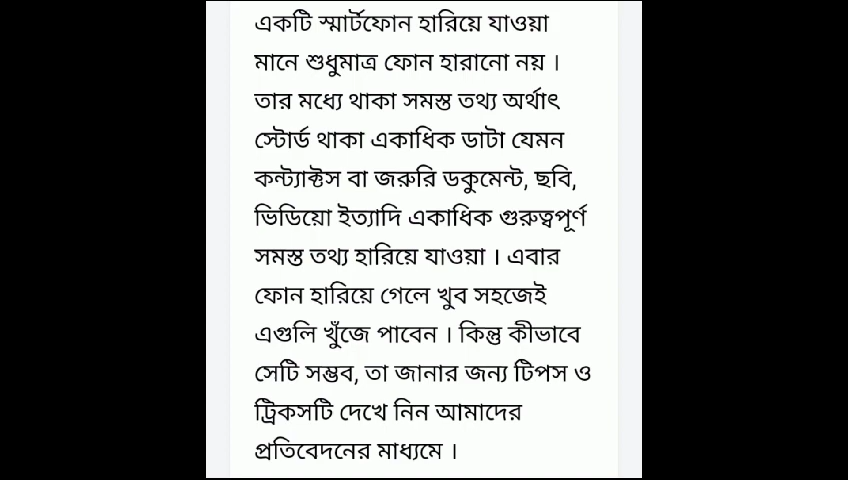 একটি স্মার্টফোন হারিয়ে যাওয়া
মানে শুধুমাত্র ফোন হারানো নয় ।
তার মধ্যে থাকা সমস্ত তথ্য অর্থাৎ
স্টোর্ড থাকা একাধিক ডাটা যেমন
কন্ট্যাক্টস বা জরুরি ডকুমেন্ট, ছবি,
ভিডিয়ো ইত্যাদি একাধিক গুরুত্বপূর্ণ
সমস্ত তথ্য হারিয়ে যাওয়া । এবার
ফোন হারিয়ে গেলে খুব সহজেই
এগুলি খুঁজে পাবেন । কিন্তু কীভাবে
সেটি সম্ভব, তা জানার জন্য টিপস ও
ট্রিকসটি দেখে নিন আমাদের
প্রতিবেদনের মাধ্যমে ।